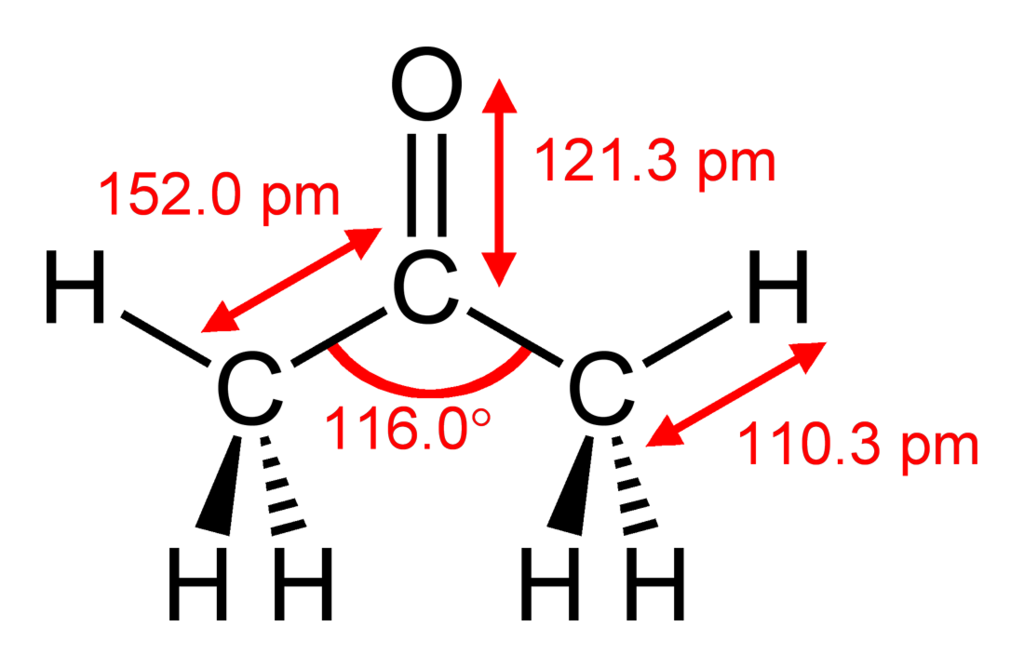 O
121.3 pm
152.0 pm
H C H
C C
116.0°
110.3 pm
H H H H